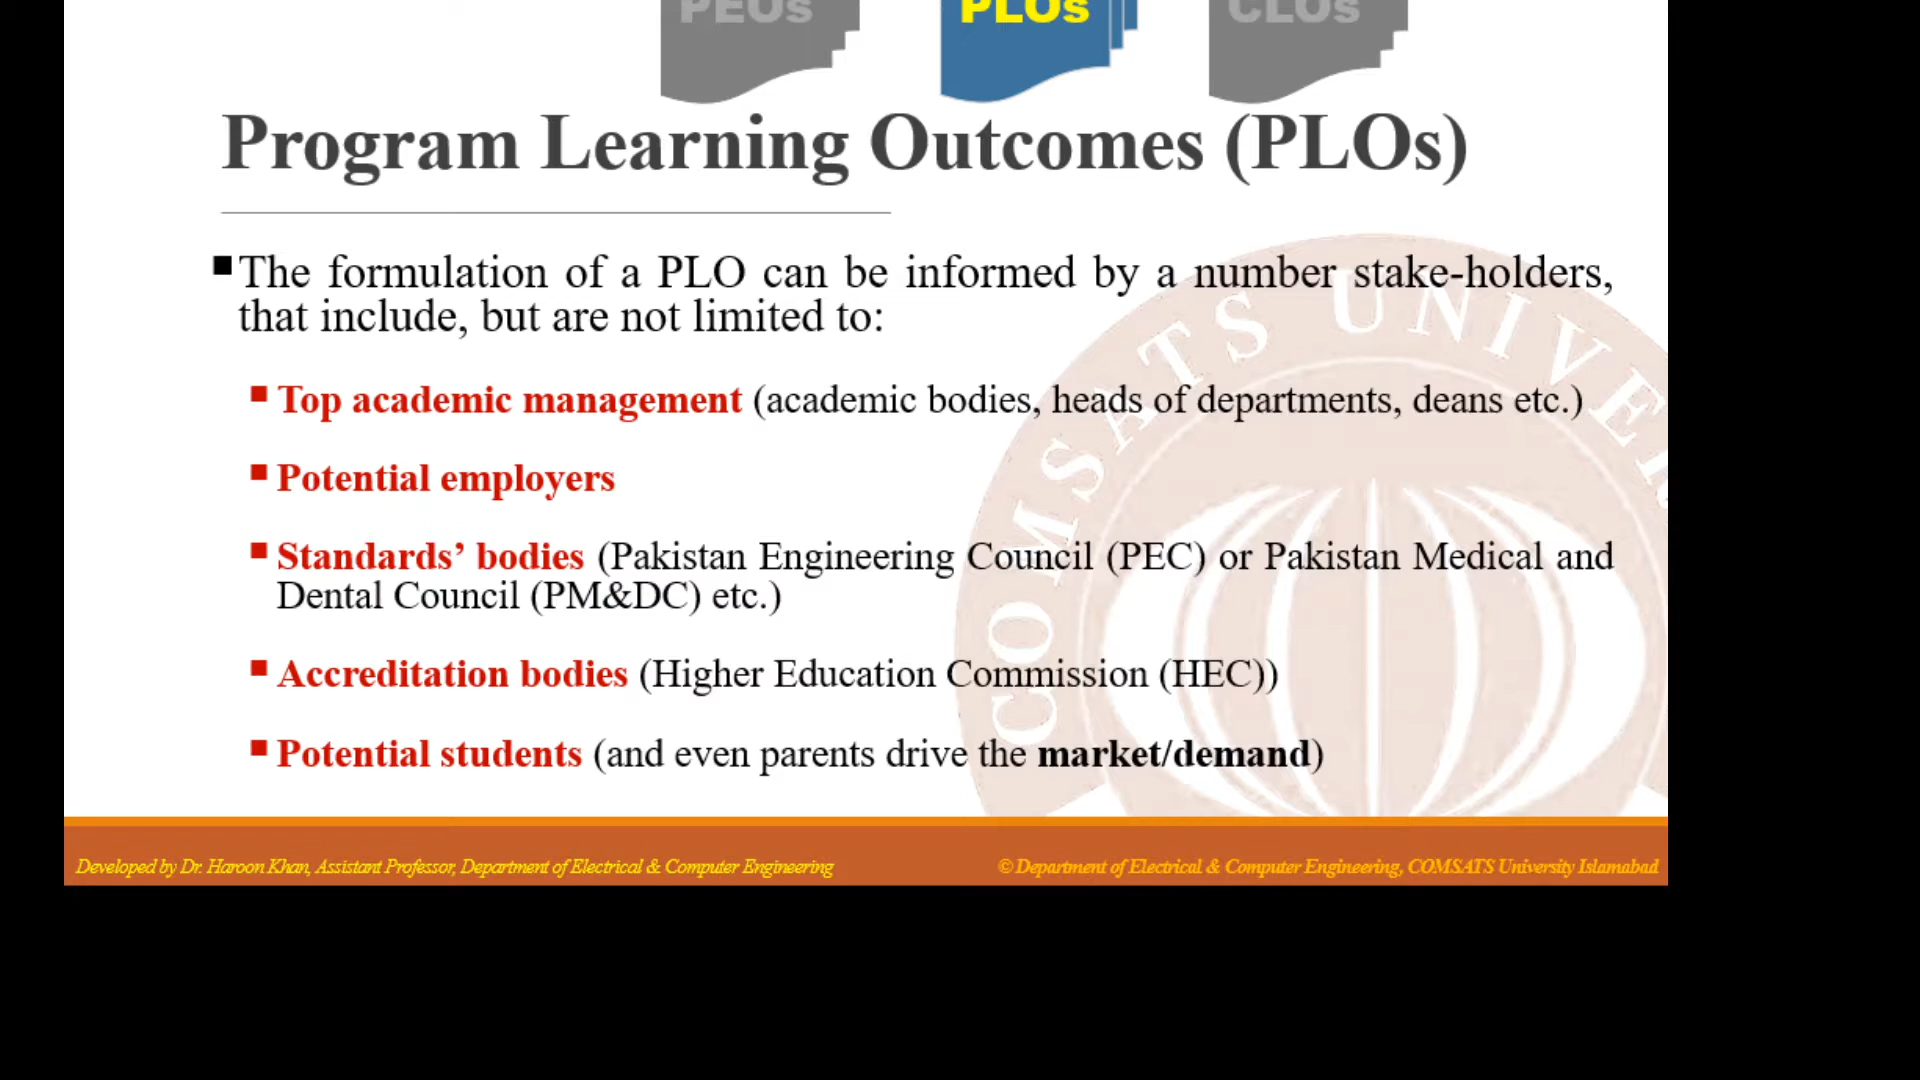 PEOs PLOs CLOs
Program Learning Outcomes (PLOs)
The formulation of a PLO can be informed by a number stake-holders,
that include, but are not limited to:
Top academic management (academic bodies, heads of departments, deans etc.)
Potential employers
Standards’ bodies (Pakistan Engineering Council (PEC) or Pakistan Medical and
Dental Council (PM&DC) etc.)
Accreditation bodies (Higher Education Commission (HEC))
Potential students (and even parents drive the market/demand)
COMSATS UNIVER
Developed by Dr. Haroon Khan, Assistant Professor, Department of Electrical & Computer Engineering
© Department of Electrical & Computer Engineering, COMSATS University Islamabad